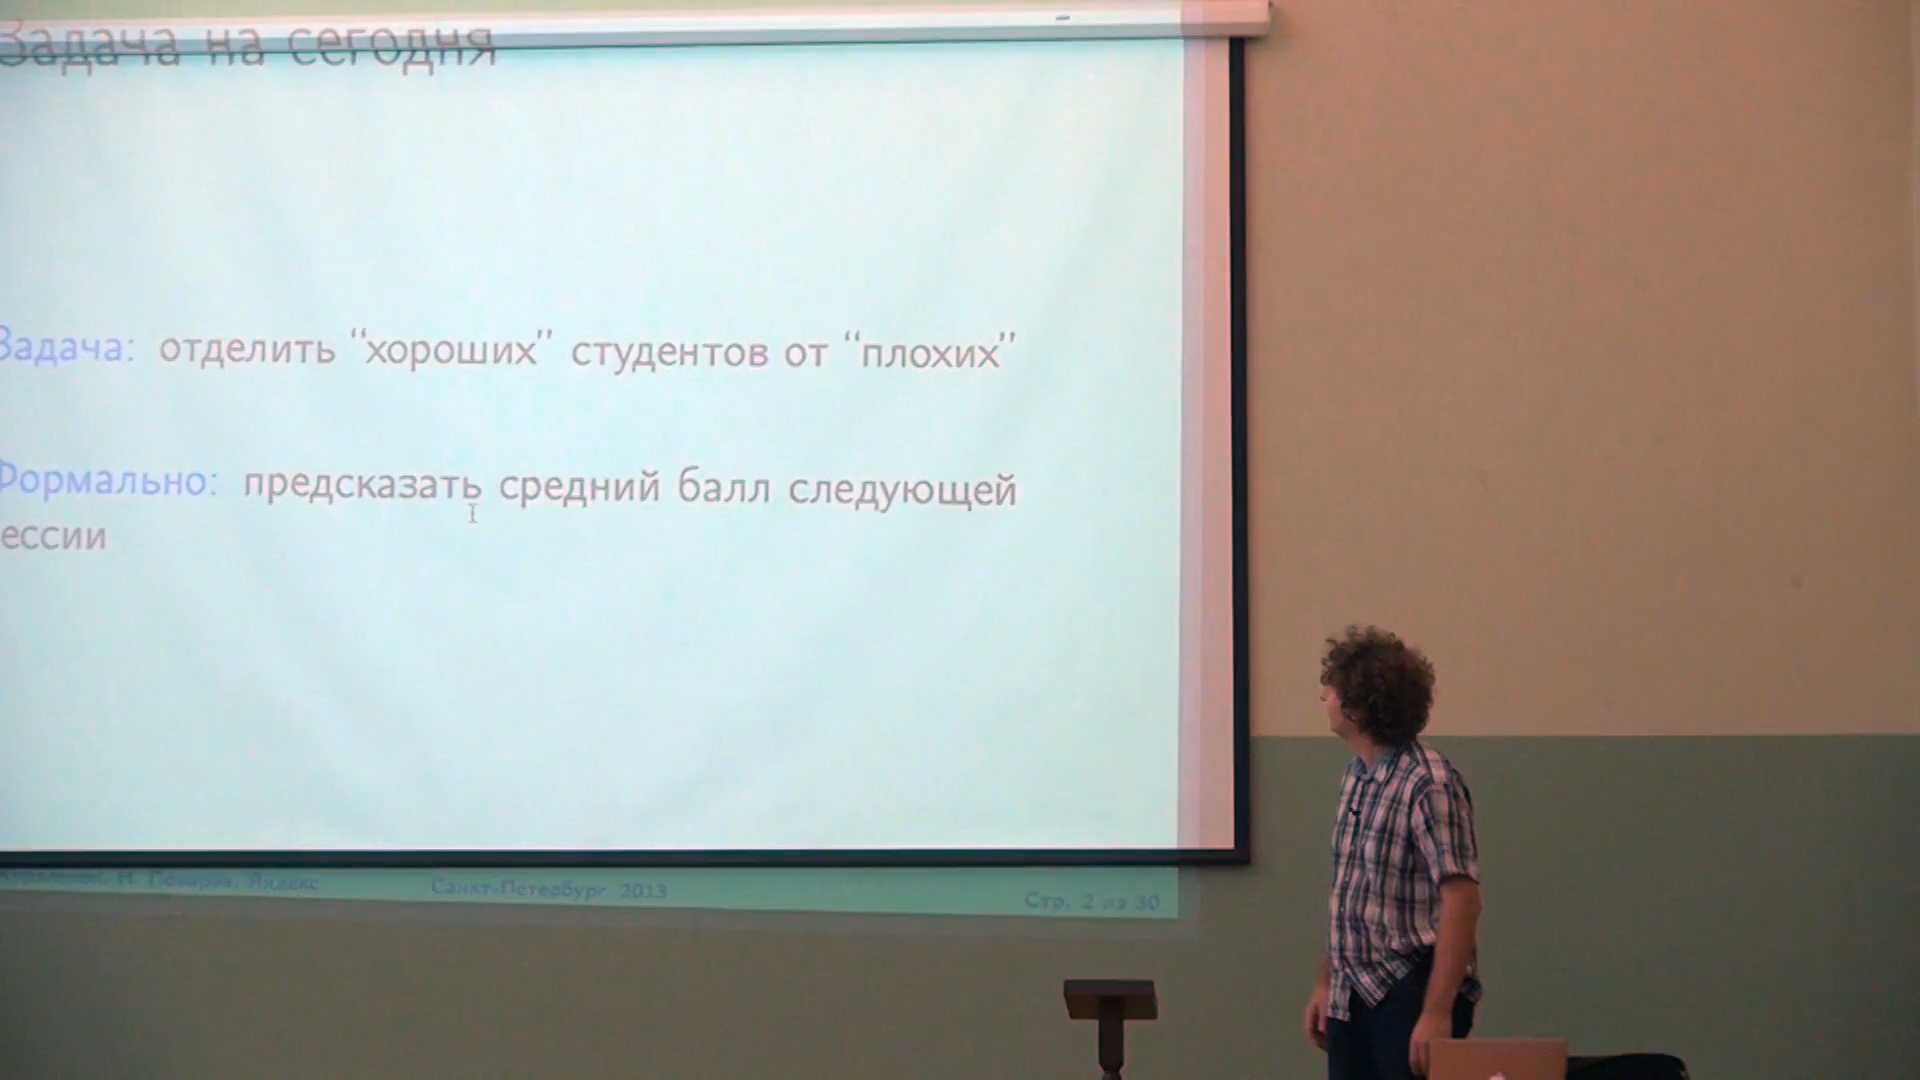 Задача на сегодня
Задача: отделить “хороших” студентов от “плохих”
Формально: предсказать средний балл следующей
ессии
Яндекс Санкт-Петербург 2013 Стр. 2 из 30